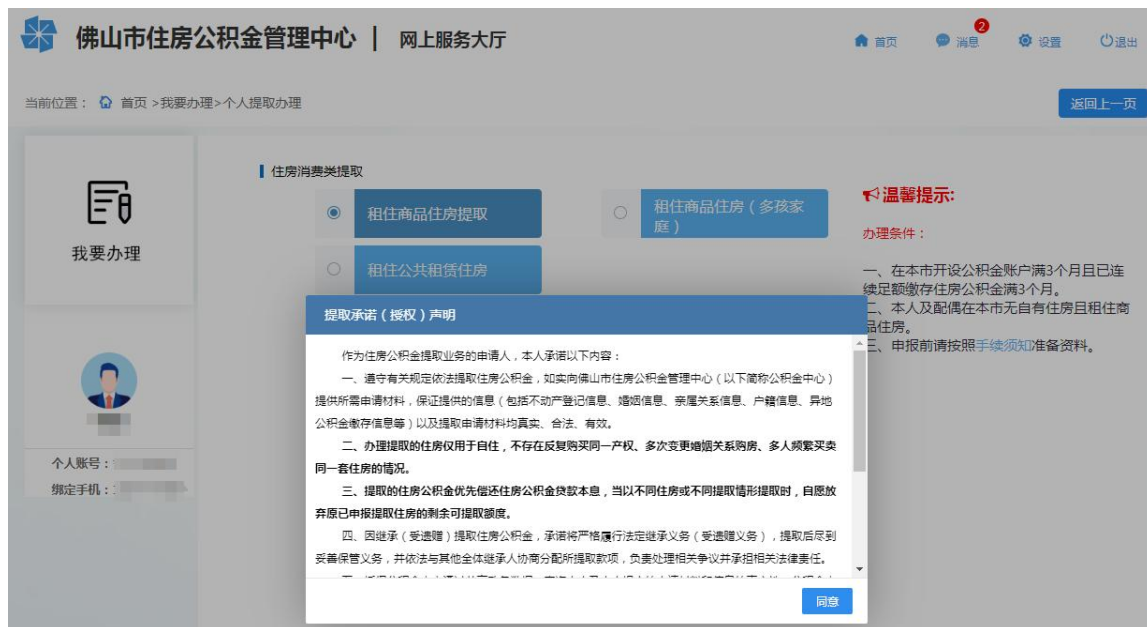 佛山市住房公积金管理中心 | 网上服务大厅
首页 消息 2 设置 退出
当前位置： 首页 >我要办理>个人提取办理
返回上一页
我要办理
个人账号：
绑定手机：
住房消费类提取
租住商品住房提取
租住商品住房（多孩家
庭）
租住公共租赁住房
温馨提示:
办理条件：
一、在本市开设公积金账户满3个月且已连
续足额缴存住房公积金满3个月。
二、本人及配偶在本市无自有住房且租住商
品住房。
三、申报前请按照手续须知准备资料。
提取承诺（授权）声明
作为住房公积金提取业务的申请人，本人承诺以下内容：
一、遵守有关规定依法提取住房公积金，如实向佛山市住房公积金管理中心（以下简称公积金中心）
提供所需申请材料，保证提供的信息（包括不动产登记信息、婚姻信息、亲属关系信息、户籍信息、异地
公积金缴存信息等）以及提取申请材料均真实、合法、有效。
二、办理提取的住房仅用于自住，不存在反复购买同一产权、多次变更婚姻关系购房、多人频繁买卖
同一套住房的情况。
三、提取的住房公积金优先偿还住房公积金贷款本息，当以不同住房或不同提取情形提取时，自愿放
弃原已申报提取住房的剩余可提取额度。
四、因继承（受遗赠）提取住房公积金，承诺将严格履行法定继承义务（受遗赠义务），提取后尽到
妥善保管义务，并依法与其他全体继承人协商分配所提取款项，负责处理相关争议并承担相关法律责任。
同意